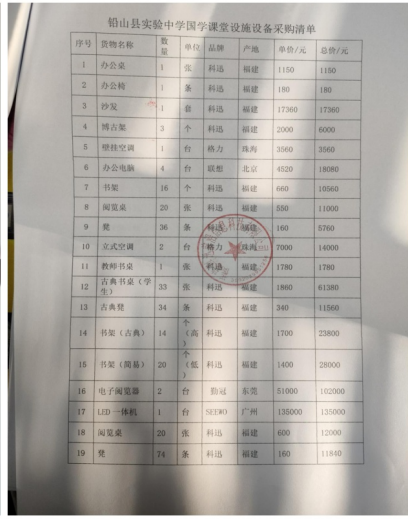 铅山县实验中学国学课堂设施设备采购清单
序号 货物名称 数量 单位 品牌 产地 单价/元 总价/元
1 办公桌 1 张 科迅 福建 1150 1150
2 办公椅 1 条 科迅 福建 180 180
3 沙发 1 套 科迅 福建 17360 17360
4 博古架 3 个 科迅 福建 2000 6000
5 壁挂空调 1 台 格力 珠海 3560 3560
6 办公电脑 4 台 联想 北京 4520 18080
7 书架 16 个 科迅 福建 660 10560
8 阅览桌 20 张 科迅 福建 550 11000
9 凳 36 条 科迅 福建 160 5760
10 立式空调 2 台 格力 珠海 7000 14000
11 教师书桌 1 张 科迅 福建 1780 1780
12 古典书桌（学生） 33 张 科迅 福建 1860 61380
13 古典凳 34 条 科迅 福建 340 11560
14 书架（古典） 14 个（高） 科迅 福建 1700 23800
15 书架（简易） 20 个（低） 科迅 福建 1400 28000
16 电子阅览器 2 台 勤冠 东莞 51000 102000
17 LED一体机 1 台 SEEWO 广州 135000 135000
18 阅览桌 20 张 科迅 福建 600 12000
19 凳 74 条 科迅 福建 160 11840